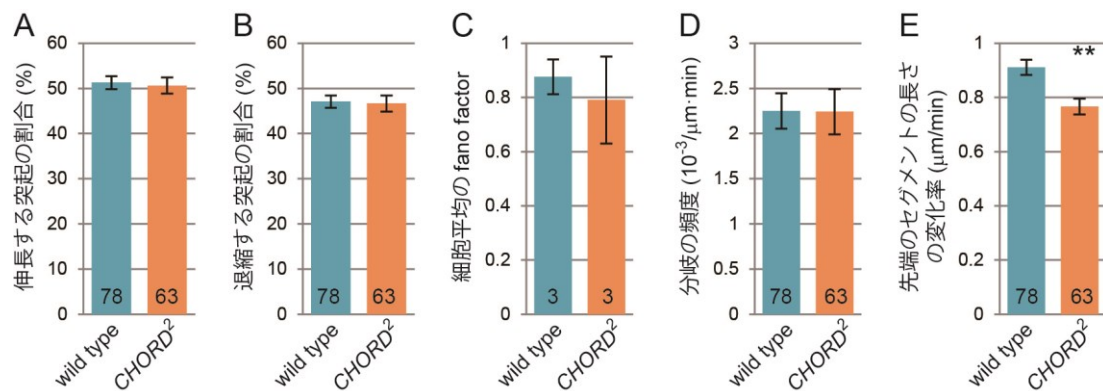 A
伸長する突起の割合 (%)
60
50
40
30
20
10
0
78
63
wild type
CHORD²
B
退縮する突起の割合 (%)
60
50
40
30
20
10
0
78
63
wild type
CHORD²
C
細胞平均の fano factor
1
0.8
0.6
0.4
0.2
0
3
3
wild type
CHORD²
D
分岐の頻度 (10⁻³/μm·min)
3
2.5
2
1.5
1
0.5
0
78
63
wild type
CHORD²
E
先端のセグメントの長さ
の変化率 (μm/min)
1
0.8
0.6
0.4
0.2
0
**
78
63
wild type
CHORD²